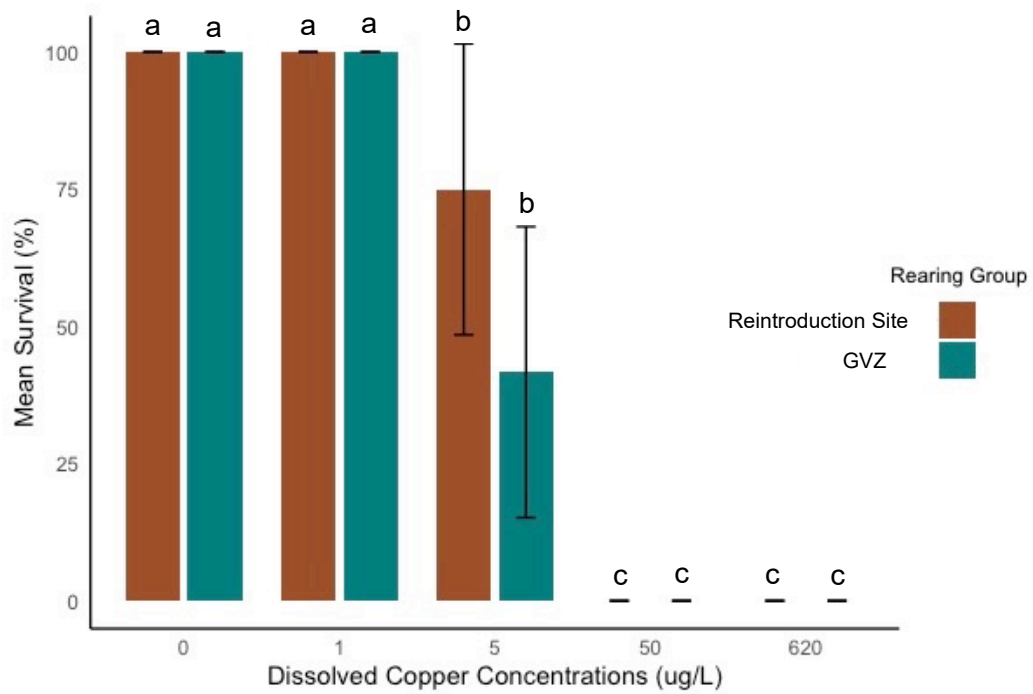 a a a a b
100
75
b
50
25
c c c c
0
0 1 5 50 620
Mean Survival (%)
Dissolved Copper Concentrations (ug/L)
Rearing Group
Reintroduction Site
GVZ